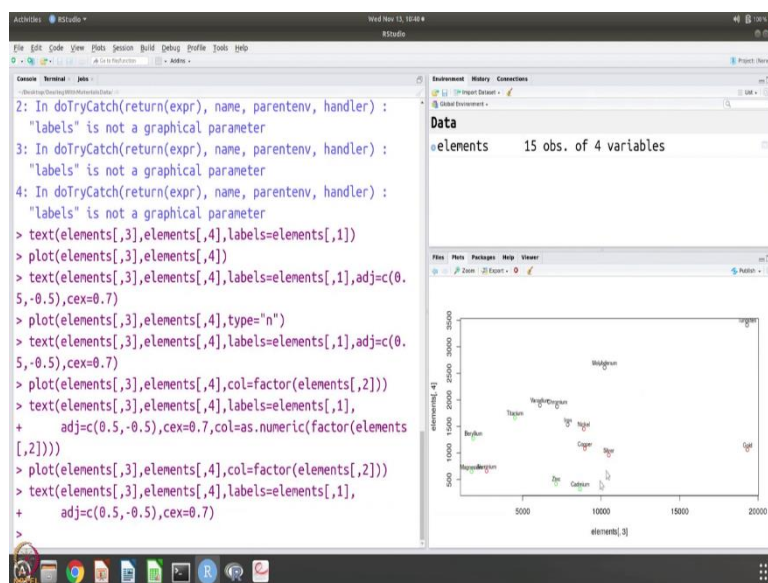 Activities RStudio
Wed Nov 13, 16:40
100%
RStudio
File Edit Code View Plots Session Build Debug Profile Tools Help
Go to file/function Addins
Project: (None)
Console Terminal Jobs
2: In doTryCatch(return(expr), name, parentenv, handler) :
"labels" is not a graphical parameter
3: In doTryCatch(return(expr), name, parentenv, handler) :
"labels" is not a graphical parameter
4: In doTryCatch(return(expr), name, parentenv, handler) :
"labels" is not a graphical parameter
> text(elements[,3],elements[,4],labels=elements[,1])
> plot(elements[,3],elements[,4])
> text(elements[,3],elements[,4],labels=elements[,1],adj=c(0.
5,-0.5),cex=0.7)
> plot(elements[,3],elements[,4],type="n")
> text(elements[,3],elements[,4],labels=elements[,1],adj=c(0.
5,-0.5),cex=0.7)
> plot(elements[,3],elements[,4],col=factor(elements[,2]))
> text(elements[,3],elements[,4],labels=elements[,1],
+ adj=c(0.5,-0.5),cex=0.7,col=as.numeric(factor(elements
[,2])))
> plot(elements[,3],elements[,4],col=factor(elements[,2]))
> text(elements[,3],elements[,4],labels=elements[,1],
+ adj=c(0.5,-0.5),cex=0.7)
>
Environment History Connections
Import Dataset
List
Global Environment
Data
elements 15 obs. of 4 variables
Files Plots Packages Help Viewer
Zoom Export
Publish
3500
3000
2500
2000
1500
1000
500
elements[, 4]
Tungsten
Molybdenum
Vanadium Chromium
Titanium
Iron
Nickel
Beryllium
Copper
Silver
Gold
Magnesium
Zinc
Cadmium
5000 10000 15000 20000
elements[, 3]